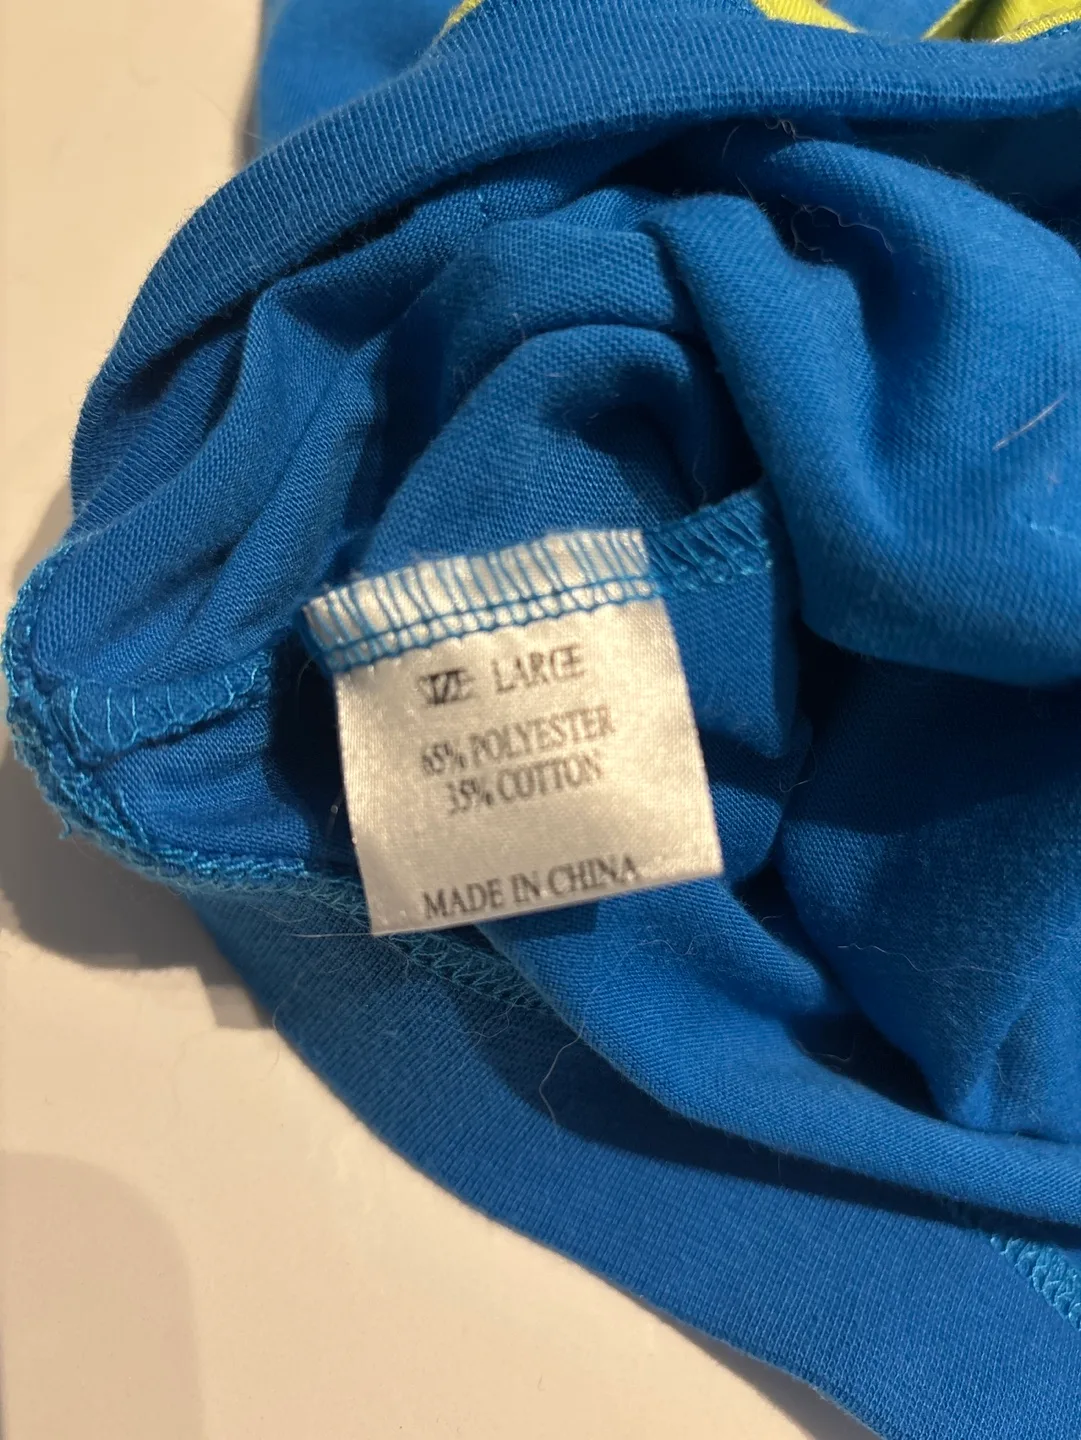 SIZE: LARGE
65% POLYESTER
35% COTTON
MADE IN CHINA